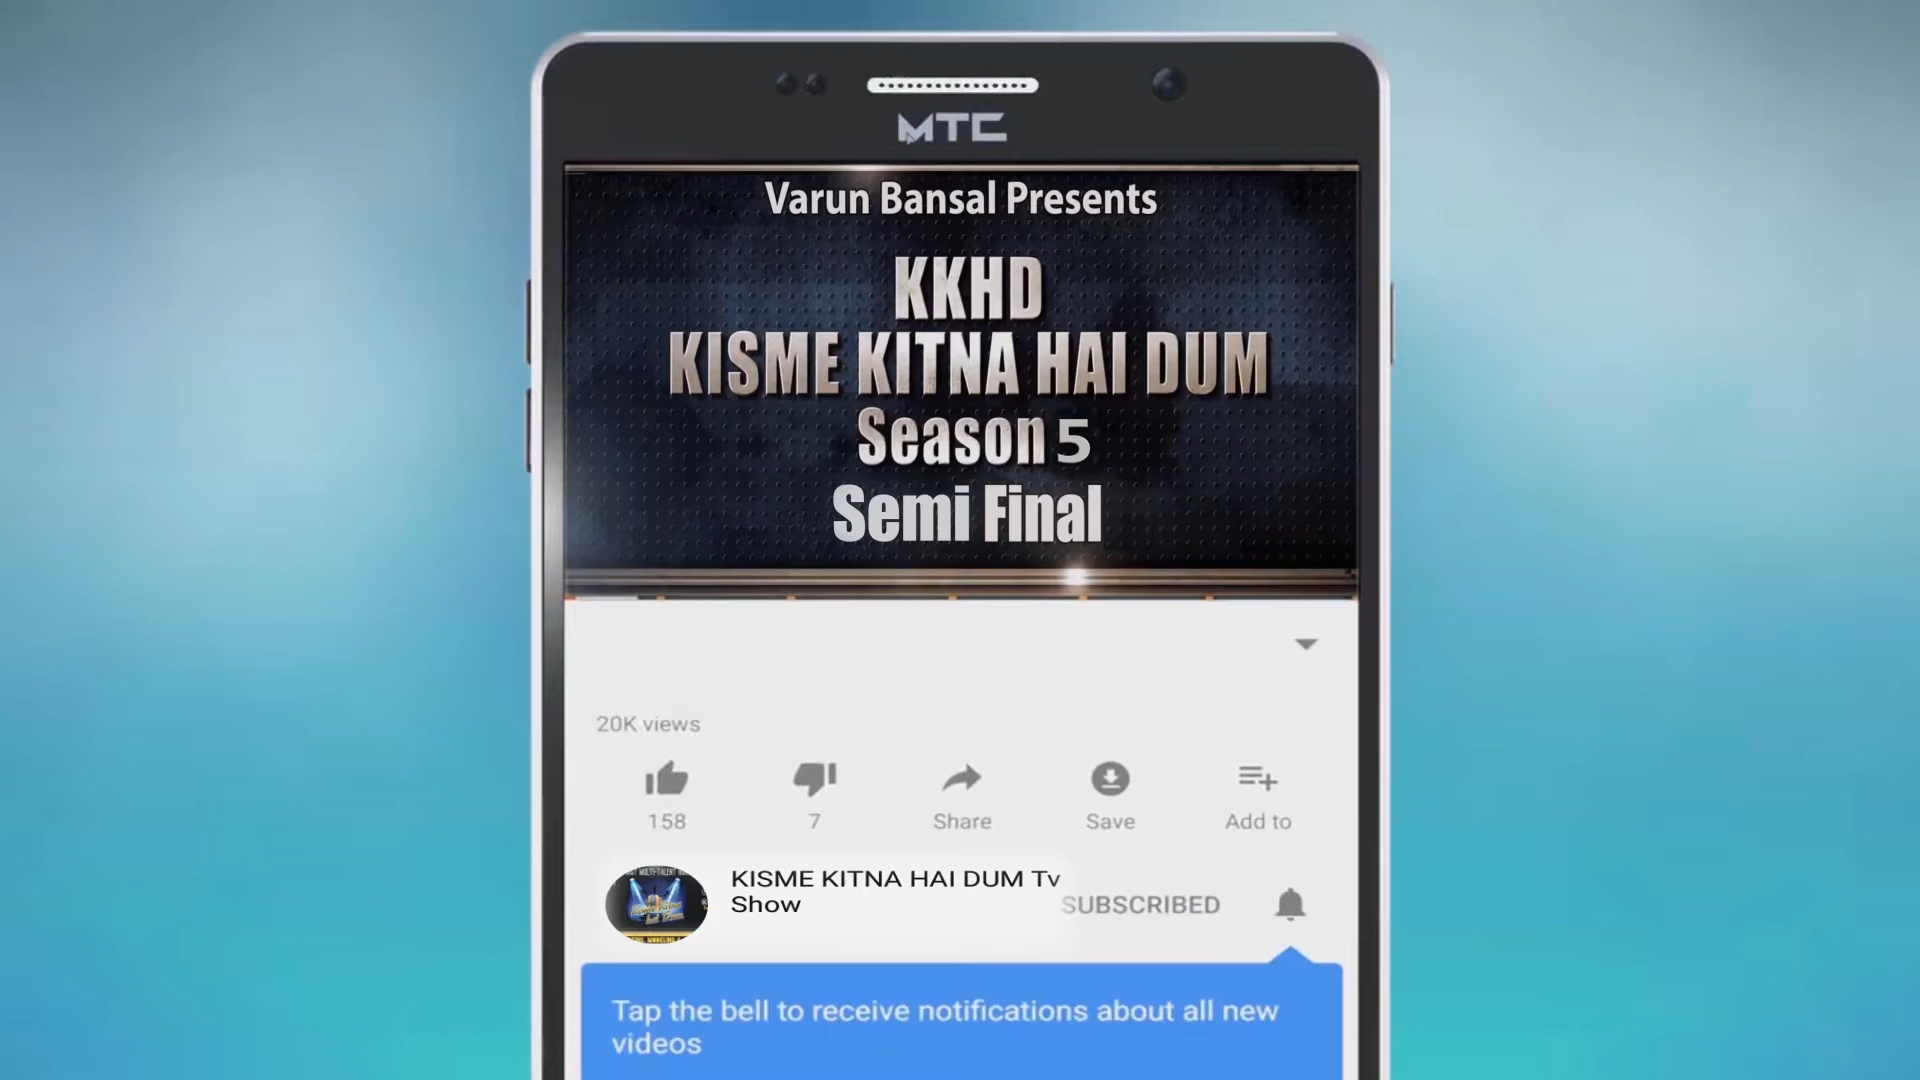 MTC
Varun Bansal Presents
KKHD
KISME KITNA HAI DUM
Season 5
Semi Final
20K views
158
7
Share
Save
Add to
KISME KITNA HAI DUM Tv
Show
SUBSCRIBED
Tap the bell to receive notifications about all new
videos